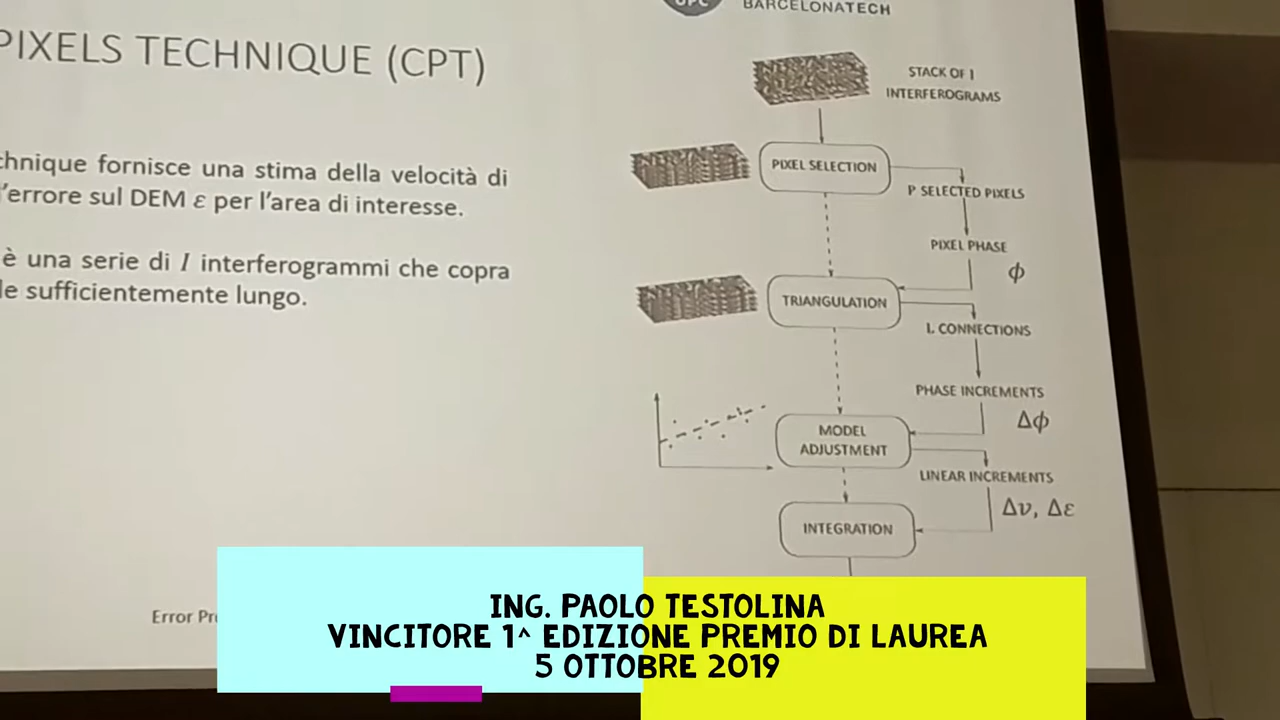 UPC
BARCELONATECH
PIXELS TECHNIQUE (CPT)
chnique fornisce una stima della velocità di
l'errore sul DEM ε per l'area di interesse.
è una serie di I interferogrammi che copra
le sufficientemente lungo.
STACK OF I
INTERFEROGRAMS
PIXEL SELECTION
P SELECTED PIXELS
PIXEL PHASE
ϕ
TRIANGULATION
L CONNECTIONS
PHASE INCREMENTS
Δϕ
MODEL
ADJUSTMENT
LINEAR INCREMENTS
Δν, Δε
INTEGRATION
Error Pr
ING. PAOLO TESTOLINA
VINCITORE 1^ EDIZIONE PREMIO DI LAUREA
5 OTTOBRE 2019